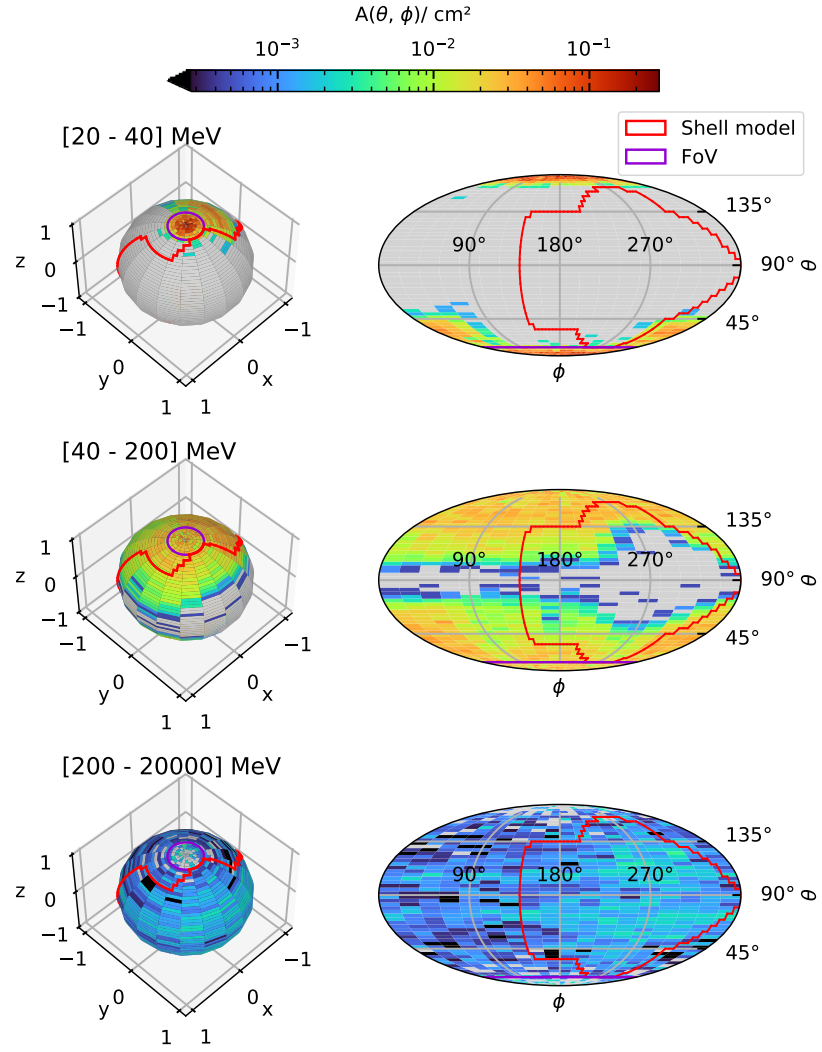 A(θ, ϕ)/ cm²
10⁻³ 10⁻² 10⁻¹
Shell model
FoV
[20 - 40] MeV
1
z 0
−1
−1
0
1
y
−1
0
1
x
90° 180° 270°
135°
90° θ
45°
ϕ
[40 - 200] MeV
1
z 0
−1
−1
0
1
y
−1
0
1
x
90° 180° 270°
135°
90° θ
45°
ϕ
[200 - 20000] MeV
1
z 0
−1
−1
0
1
y
−1
0
1
x
90° 180° 270°
135°
90° θ
45°
ϕ